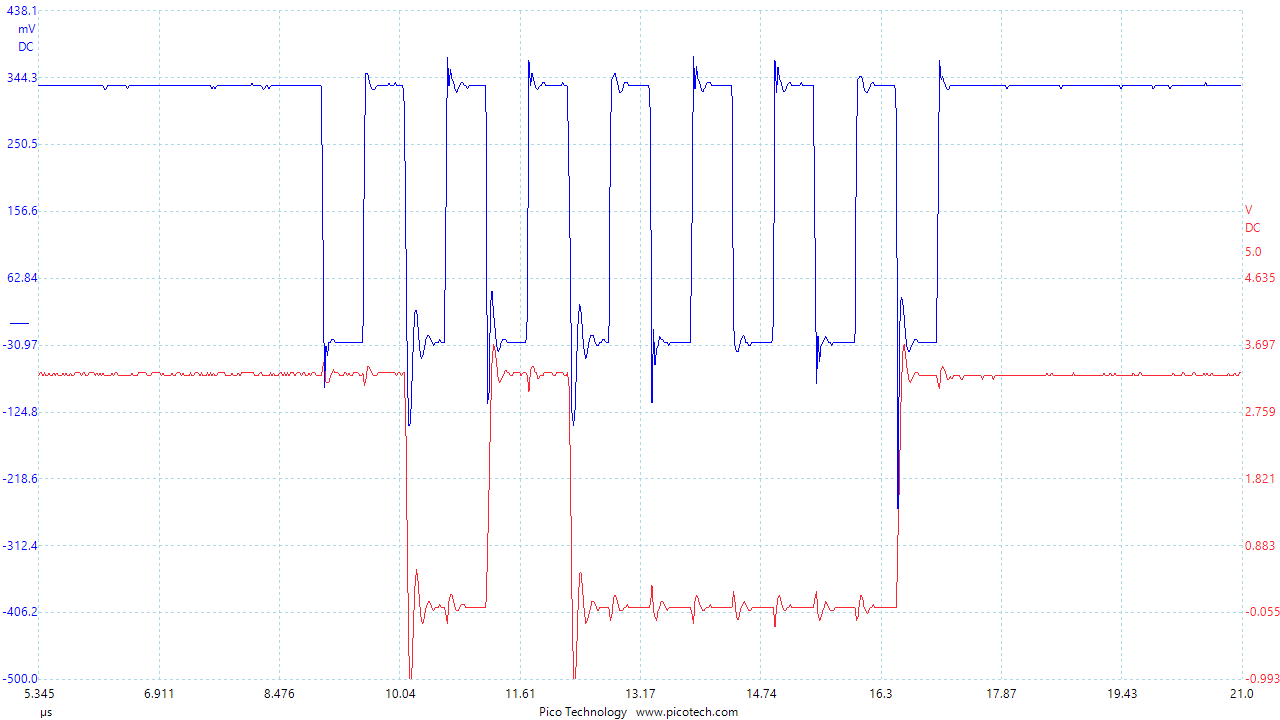 438.1
mV
DC
344.3
250.5
156.6
62.84
-30.97
-124.8
-218.6
-312.4
-406.2
-500.0
V
DC
5.0
4.635
3.697
2.759
1.821
0.883
-0.055
-0.993
5.345 6.911 8.476 10.04 11.61 13.17 14.74 16.3 17.87 19.43 21.0
µs
Pico Technology www.picotech.com